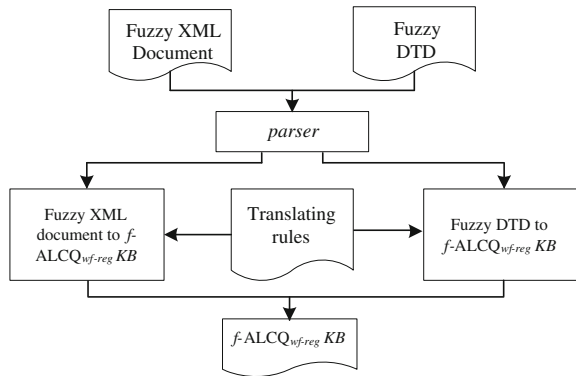 Fuzzy XML
Document
Fuzzy
DTD
parser
Fuzzy XML
document to f-
ALCQwf-reg KB
Translating
rules
Fuzzy DTD to
f-ALCQwf-reg KB
f-ALCQwf-reg KB